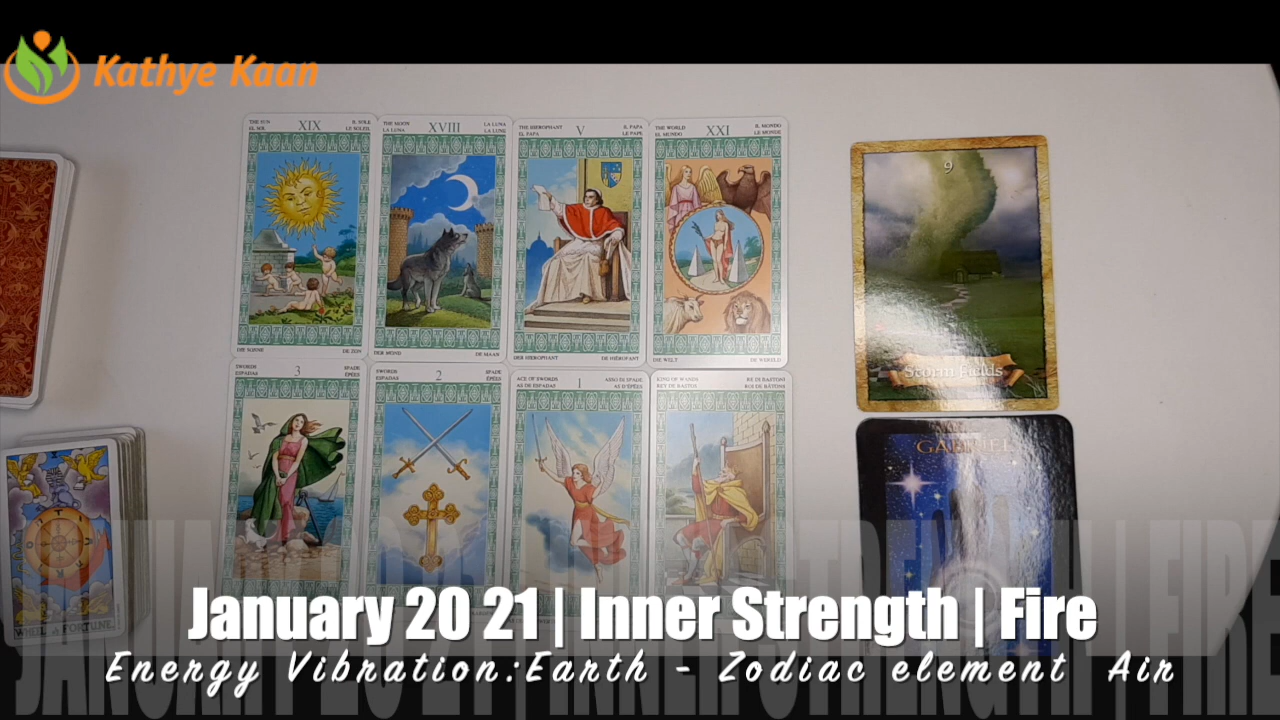 Kathye Kaan
THE SUN XIX IL SOLE
EL SOL LE SOLEIL
THE MOON XVIII LA LUNA
LA LUNA LA LUNE
THE HIEROPHANT V IL PAPA
EL PAPA LE PAPE
THE WORLD XXI IL MONDO
EL MUNDO LE MONDE
DIE SONNE DE ZON
DER MOND DE MAAN
DER HIEROPHANT DE HIËROFANT
DIE WELT DE WERELD
9
Storm Fields
SWORDS 3 SPADE
ESPADAS ÉPÉES
SWORDS 2 SPADE
ESPADAS ÉPÉES
ACE OF SWORDS 1 ASSO DI SPADE
AS DE ESPADAS AS D'ÉPÉES
KING OF WANDS RE DI BASTONI
REY DE BASTOS ROI DE BÂTONS
GABRIEL
WHEEL of FORTUNE.
January 20 21 | Inner Strength | Fire
Energy Vibration:Earth - Zodiac element Air